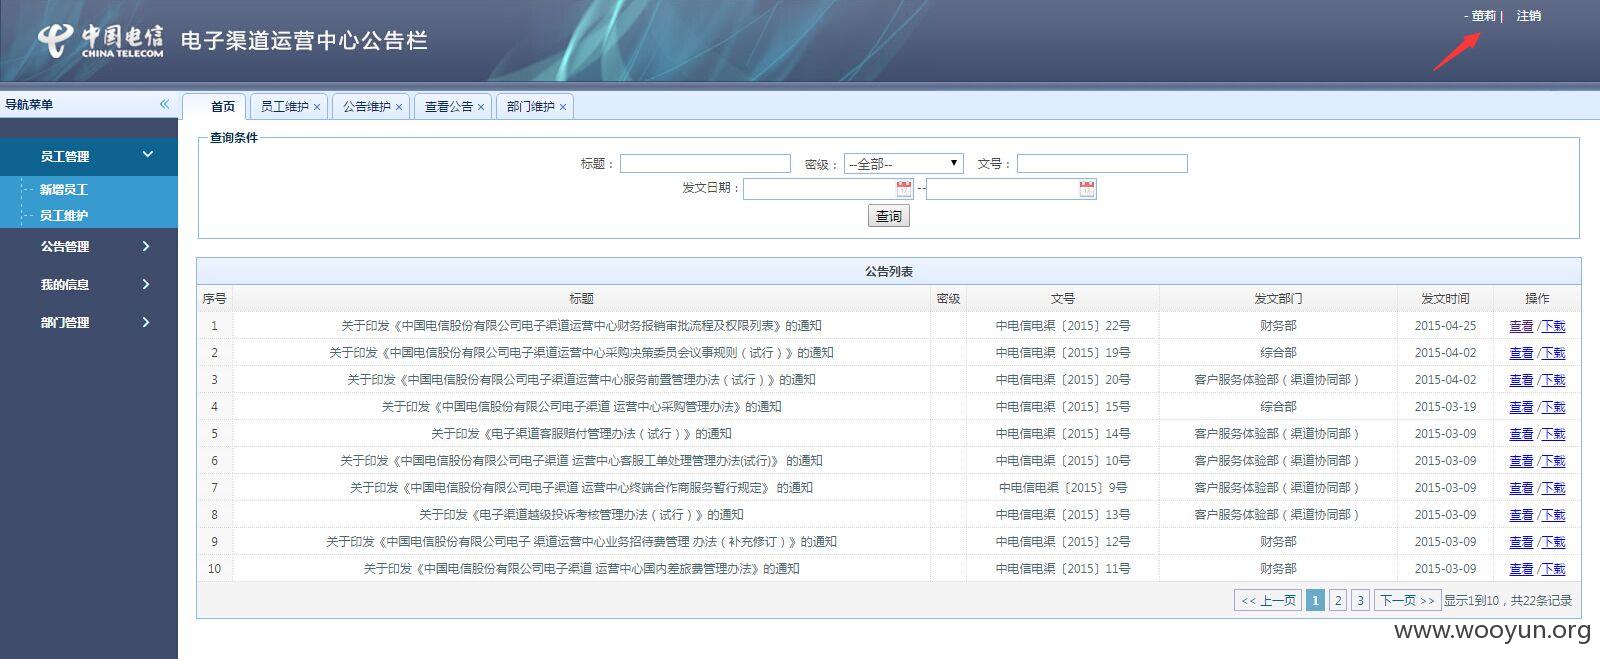 - 董莉 | 注销
中国电信 CHINA TELECOM 电子渠道运营中心公告栏
导航菜单 «
首页 员工维护 × 公告维护 × 查看公告 × 部门维护 ×
员工管理
新增员工
员工维护
公告管理
我的信息
部门管理
查询条件
标题： 密级： --全部-- 文号：
发文日期： --
查询
公告列表
序号 标题 密级 文号 发文部门 发文时间 操作
1 关于印发《中国电信股份有限公司电子渠道运营中心财务报销审批流程及权限列表》的通知 中电信电渠〔2015〕22号 财务部 2015-04-25 查看/下载
2 关于印发《中国电信股份有限公司电子渠道运营中心采购决策委员会议事规则（试行）》的通知 中电信电渠〔2015〕19号 综合部 2015-04-02 查看/下载
3 关于印发《中国电信股份有限公司电子渠道运营中心服务前置管理办法（试行）》的通知 中电信电渠〔2015〕20号 客户服务体验部（渠道协同部） 2015-04-02 查看/下载
4 关于印发《中国电信股份有限公司电子渠道 运营中心采购管理办法》的通知 中电信电渠〔2015〕15号 综合部 2015-03-19 查看/下载
5 关于印发《电子渠道客服赔付管理办法（试行）》的通知 中电信电渠〔2015〕14号 客户服务体验部（渠道协同部） 2015-03-09 查看/下载
6 关于印发《中国电信股份有限公司电子渠道 运营中心客服工单处理管理办法(试行)》 的通知 中电信电渠〔2015〕10号 客户服务体验部（渠道协同部） 2015-03-09 查看/下载
7 关于印发《中国电信股份有限公司电子渠道 运营中心终端合作商服务暂行规定》 的通知 中电信电渠〔2015〕9号 客户服务体验部（渠道协同部） 2015-03-09 查看/下载
8 关于印发《电子渠道越级投诉考核管理办法（试行）》的通知 中电信电渠〔2015〕13号 客户服务体验部（渠道协同部） 2015-03-09 查看/下载
9 关于印发《中国电信股份有限公司电子 渠道运营中心业务招待费管理 办法（补充修订）》的通知 中电信电渠〔2015〕12号 财务部 2015-03-09 查看/下载
10 关于印发《中国电信股份有限公司电子渠道 运营中心国内差旅费管理办法》的通知 中电信电渠〔2015〕11号 财务部 2015-03-09 查看/下载
<< 上一页 1 2 3 下一页 >> 显示1到10，共22条记录
www.wooyun.org